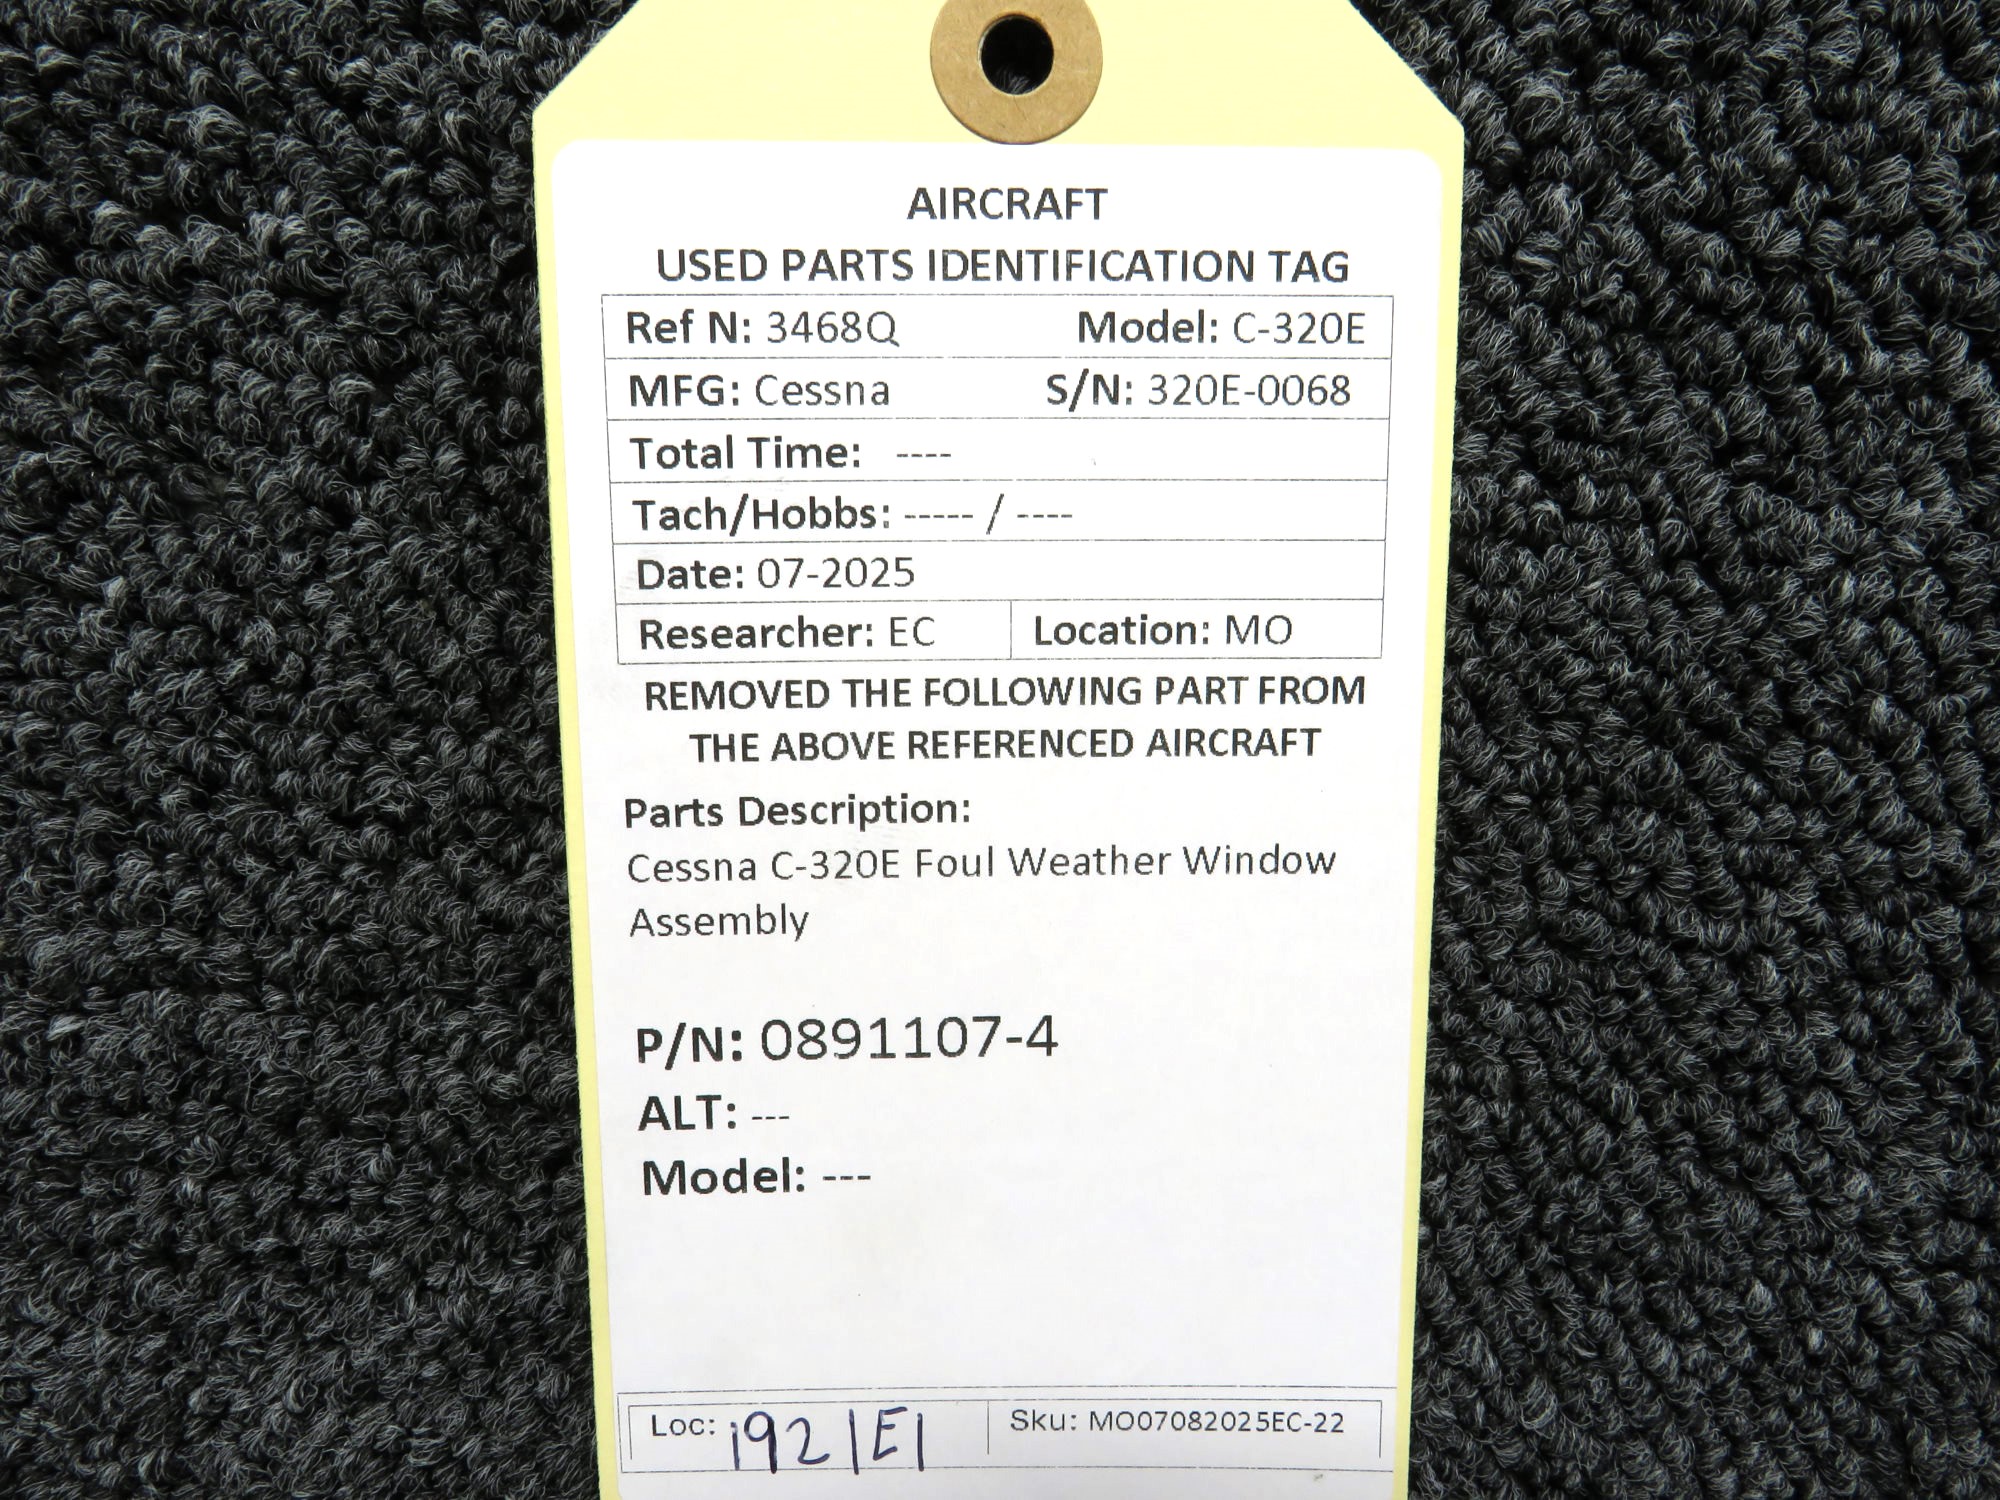 AIRCRAFT
USED PARTS IDENTIFICATION TAG
Ref N: 3468Q Model: C-320E
MFG: Cessna S/N: 320E-0068
Total Time: ----
Tach/Hobbs: ----- / ----
Date: 07-2025
Researcher: EC Location: MO
REMOVED THE FOLLOWING PART FROM
THE ABOVE REFERENCED AIRCRAFT
Parts Description:
Cessna C-320E Foul Weather Window
Assembly
P/N: 0891107-4
ALT: ---
Model: ---
Loc: 192|E| Sku: MO07082025EC-22